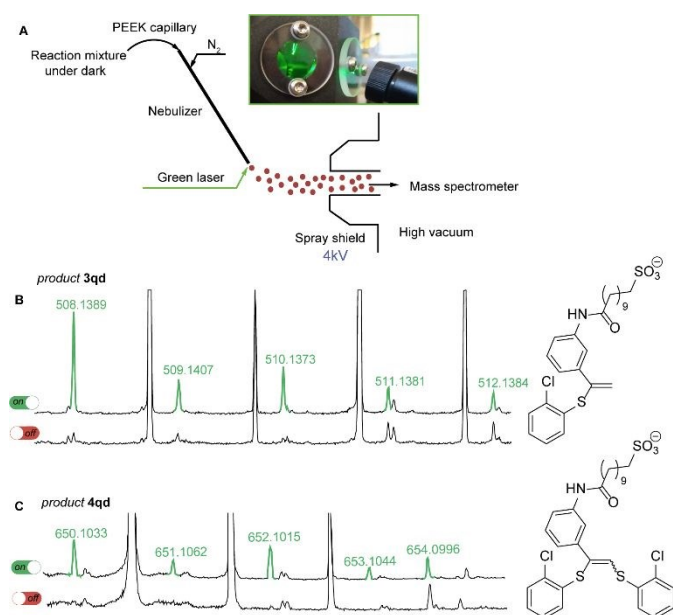 A
PEEK capillary
Reaction mixture
under dark
N2
Nebulizer
Green laser
Mass spectrometer
Spray shield
4kV
High vacuum
product 3qd
B
508.1389
509.1407
510.1373
511.1381
512.1384
on
off
SO3⊖
9
HN
O
Cl
S
product 4qd
C
650.1033
651.1062
652.1015
653.1044
654.0996
on
off
SO3⊖
9
HN
O
Cl
Cl
S
S